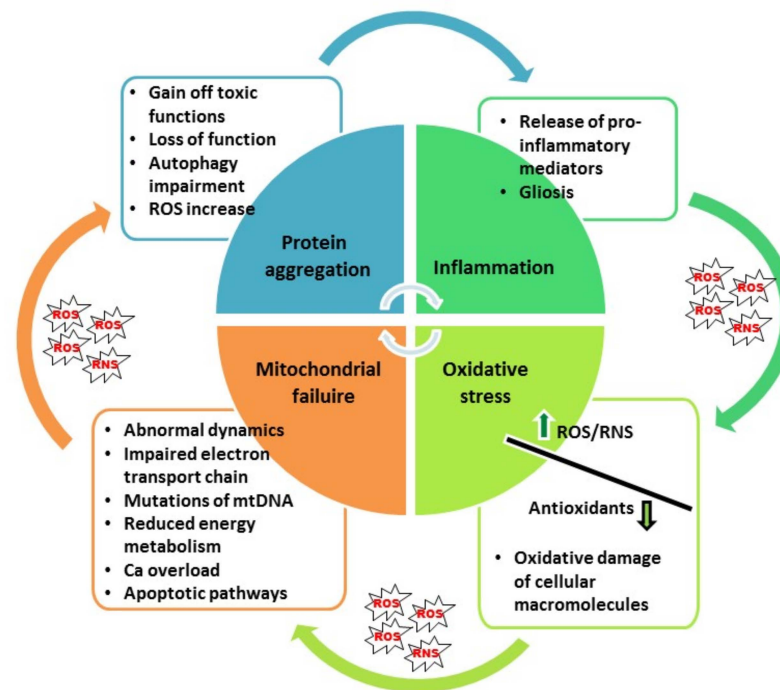 • Gain off toxic
functions
• Loss of function
• Autophagy
impairment
• ROS increase
Protein
aggregation
• Release of pro-
inflammatory
mediators
• Gliosis
Inflammation
ROS
ROS
ROS
RNS
ROS
ROS
ROS
RNS
Mitochondrial
failuire
• Abnormal dynamics
• Impaired electron
transport chain
• Mutations of mtDNA
• Reduced energy
metabolism
• Ca overload
• Apoptotic pathways
Oxidative
stress
ROS/RNS
Antioxidants
• Oxidative damage
of cellular
macromolecules
ROS
ROS
ROS
RNS